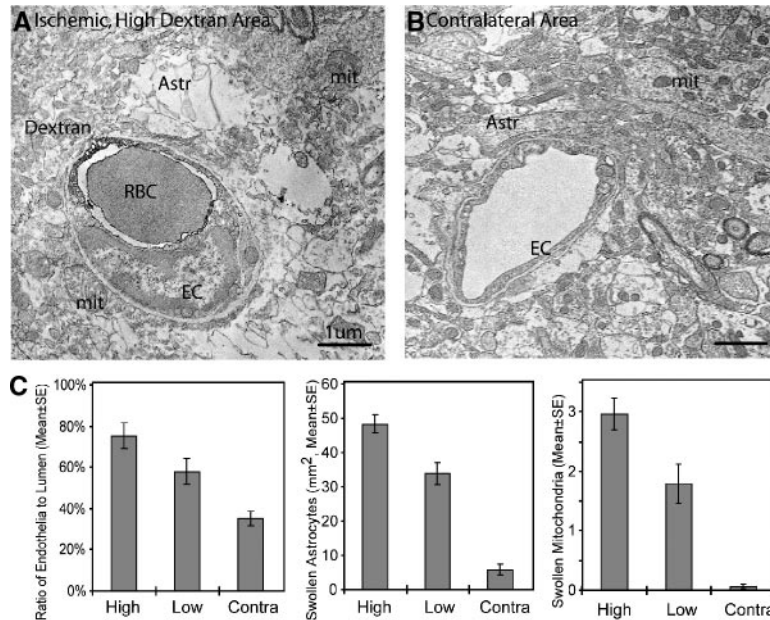 A Ischemic, High Dextran Area
Astr
mit
Dextran
RBC
EC
mit
1um
B Contralateral Area
mit
Astr
EC
C
Ratio of Endothelia to Lumen (Mean±SE)
100%
80%
60%
40%
20%
0%
High Low Contra
Swollen Astrocytes (mm², Mean±SE)
60
50
40
30
20
10
0
High Low Contra
Swollen Mitochondria (Mean±SE)
3
2
1
0
High Low Contra